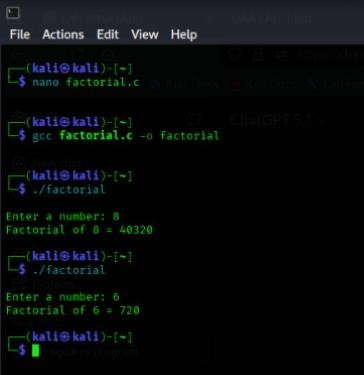 File Actions Edit View Help
┌──(kali㉿kali)-[~]
└─$ nano factorial.c
┌──(kali㉿kali)-[~]
└─$ gcc factorial.c -o factorial
┌──(kali㉿kali)-[~]
└─$ ./factorial
Enter a number: 8
Factorial of 8 = 40320
┌──(kali㉿kali)-[~]
└─$ ./factorial
Enter a number: 6
Factorial of 6 = 720
┌──(kali㉿kali)-[~]
└─$